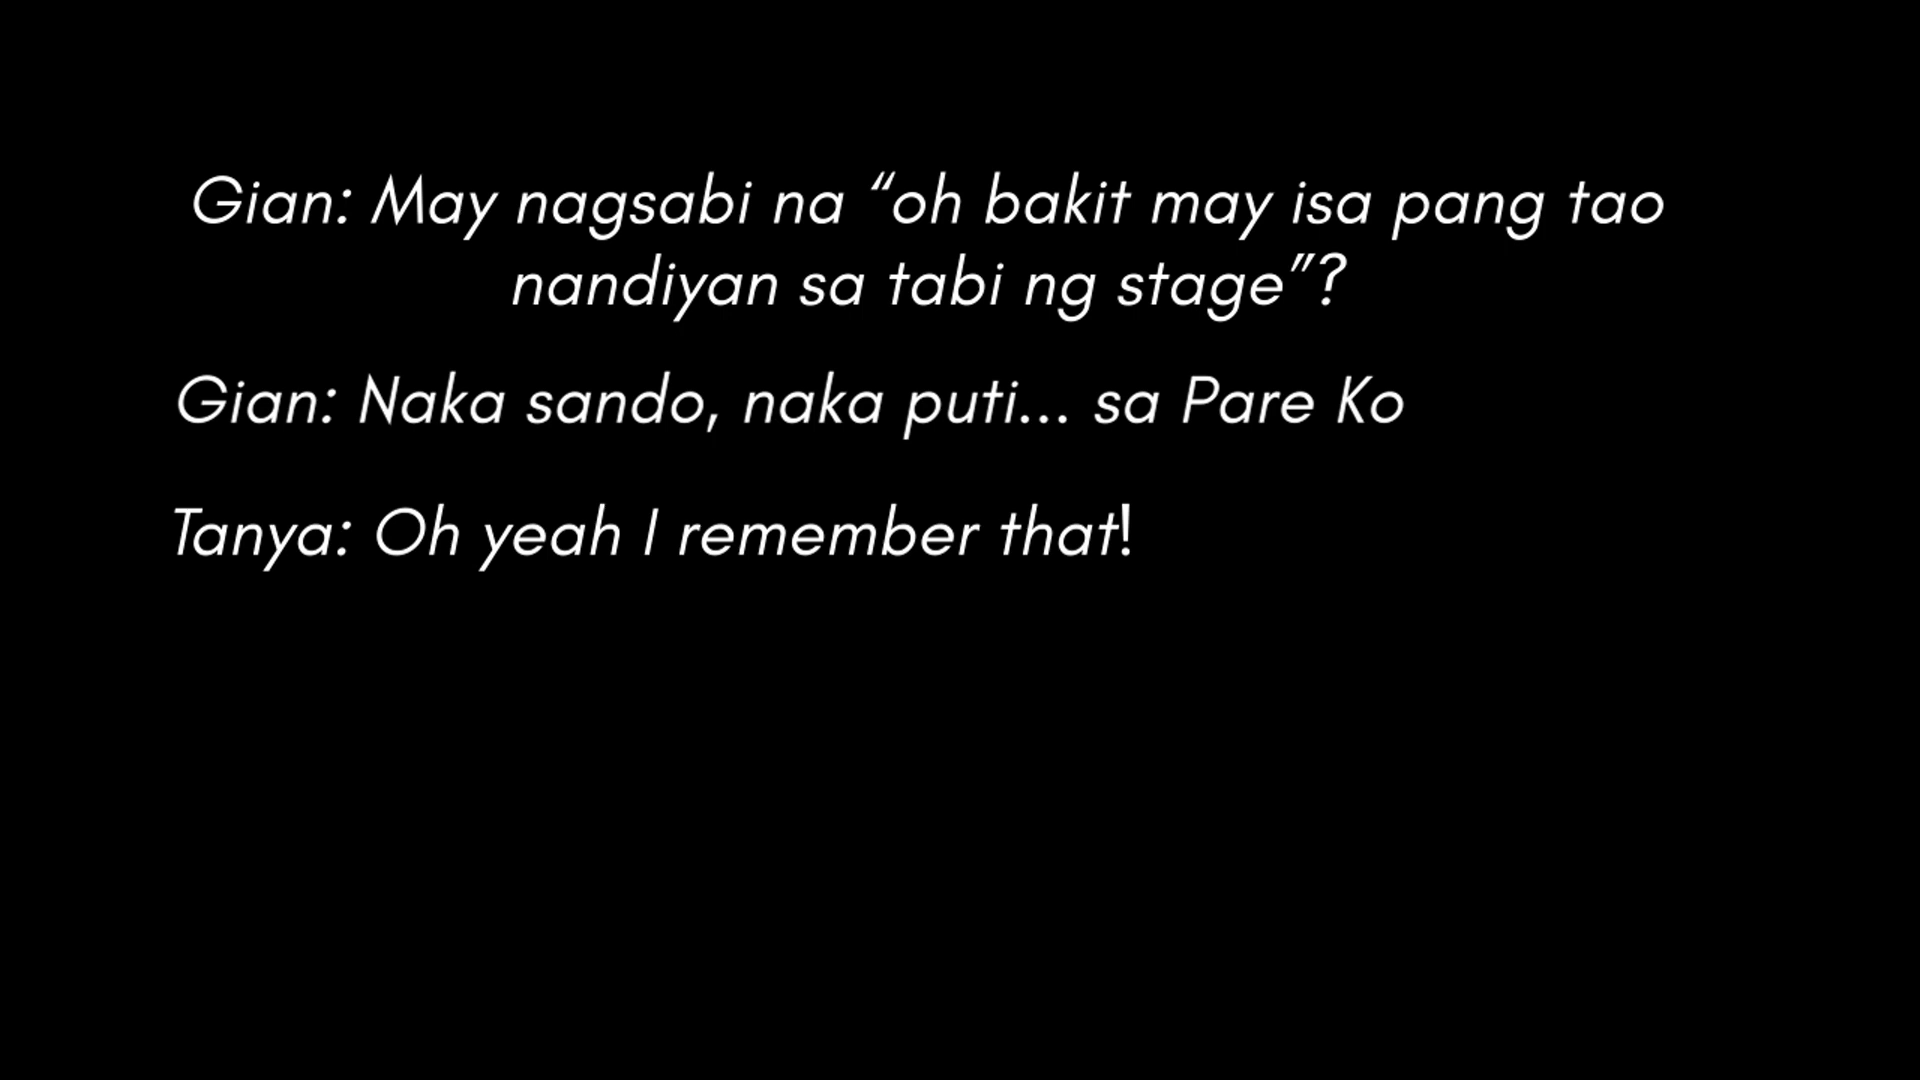 Gian: May nagsabi na “oh bakit may isa pang tao
nandiyan sa tabi ng stage”?
Gian: Naka sando, naka puti... sa Pare Ko
Tanya: Oh yeah I remember that!